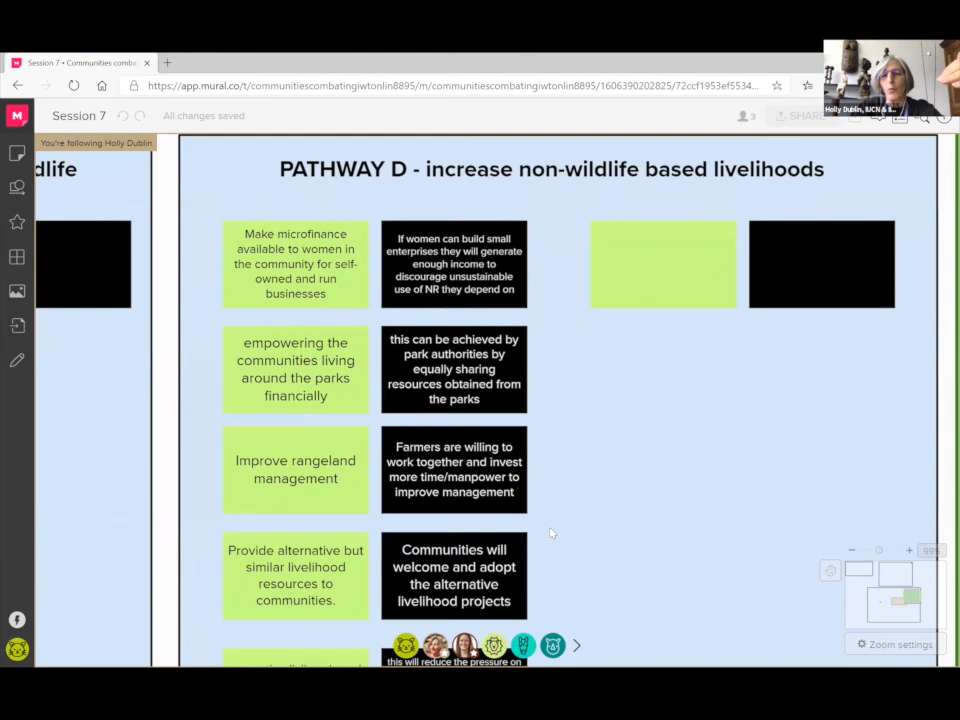 Session 7 • Communities comba
https://app.mural.co/t/communitiescombatingiwtonlin8895/m/communitiescombatingiwtonlin8895/1606390202825/72ccf1953ef5534...
Holly Dublin, IUCN &
M
Session 7
All changes saved
3
SHARE
You're following Holly Dublin
dlife
PATHWAY D - increase non-wildlife based livelihoods
Make microfinance
available to women in
the community for self-
owned and run
businesses
If women can build small
enterprises they will generate
enough income to
discourage unsustainable
use of NR they depend on
empowering the
communities living
around the parks
financially
this can be achieved by
park authorities by
equally sharing
resources obtained from
the parks
Improve rangeland
management
Farmers are willing to
work together and invest
more time/manpower to
improve management
Provide alternative but
similar livelihood
resources to
communities.
Communities will
welcome and adopt
the alternative
livelihood projects
this will reduce the pressure on
99%
Zoom settings